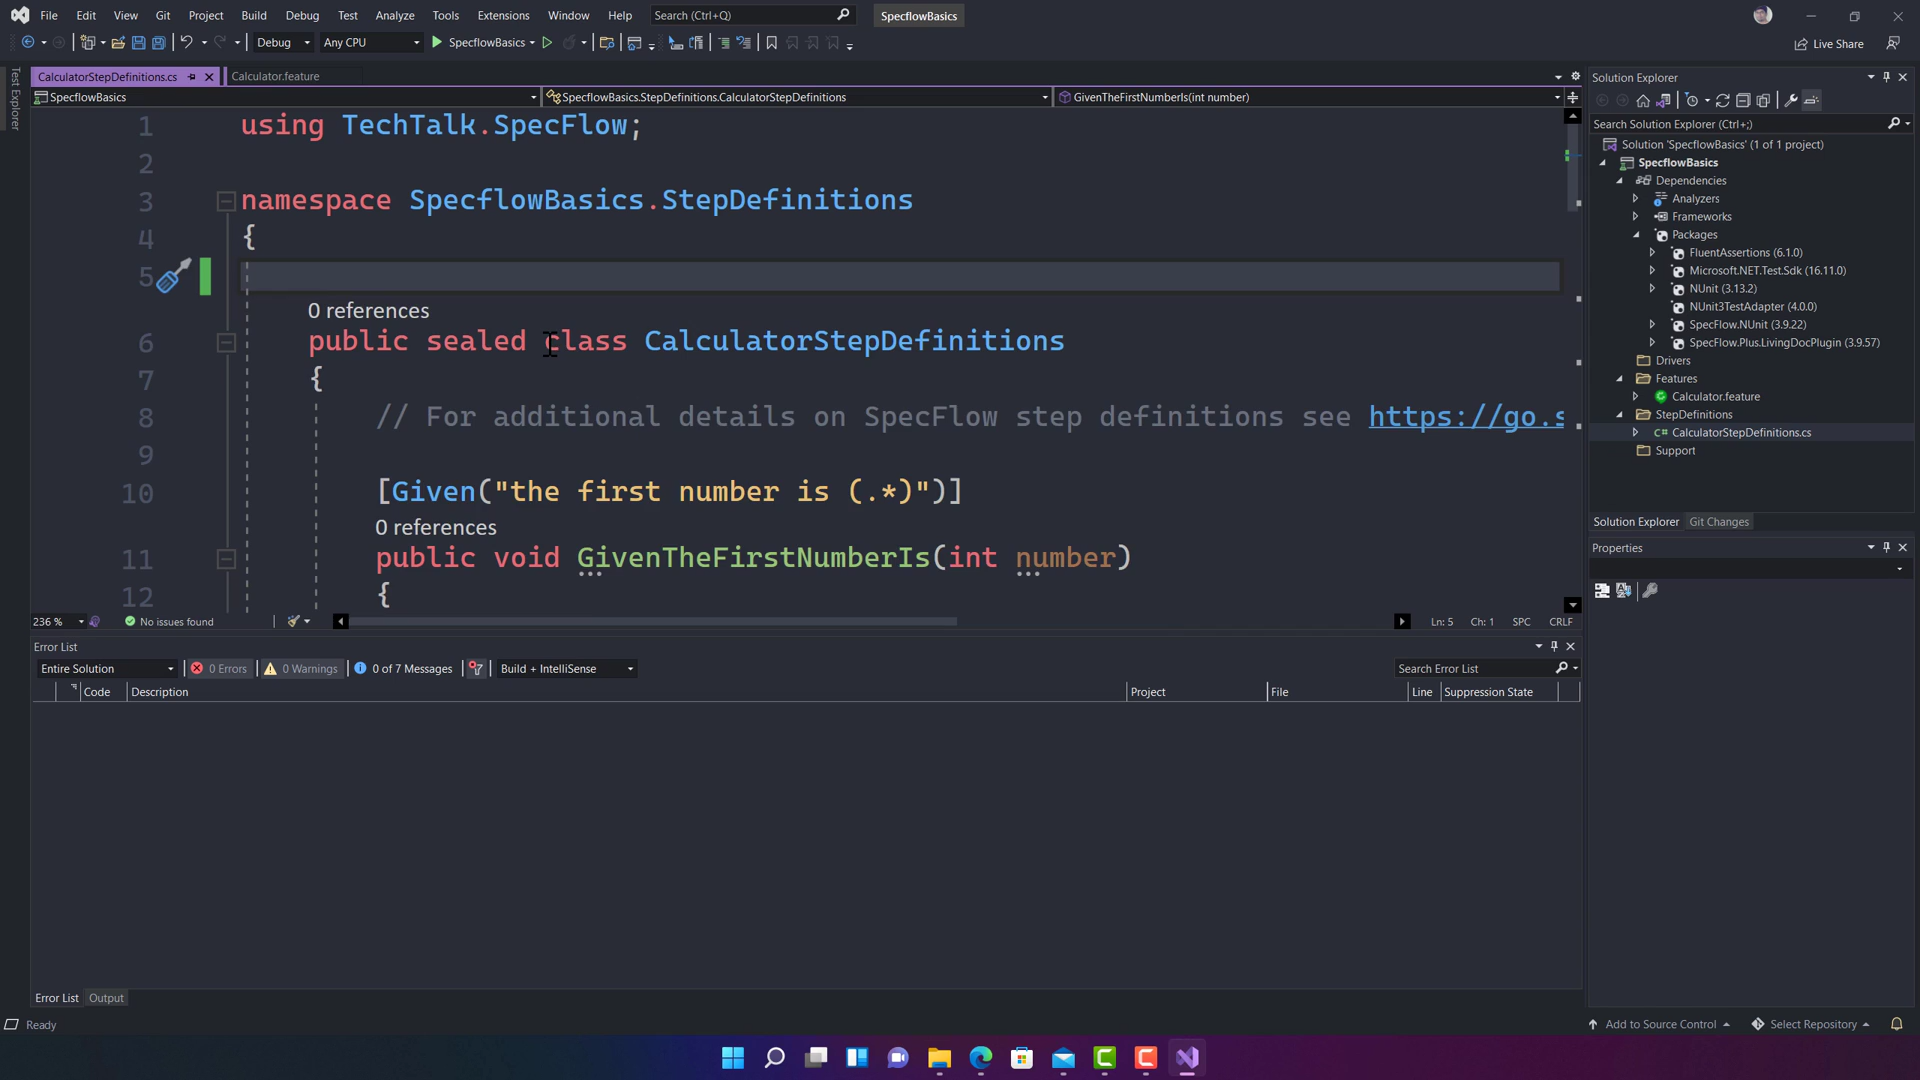 File Edit View Git Project Build Debug Test Analyze Tools Extensions Window Help Search (Ctrl+Q) SpecflowBasics
Debug Any CPU SpecflowBasics Live Share
Test Explorer
CalculatorStepDefinitions.cs Calculator.feature
SpecflowBasics SpecflowBasics.StepDefinitions.CalculatorStepDefinitions GivenTheFirstNumberIs(int number)
1 using TechTalk.SpecFlow;
2
3 namespace SpecflowBasics.StepDefinitions
4 {
5
0 references
6 public sealed class CalculatorStepDefinitions
7 {
8 // For additional details on SpecFlow step definitions see https://go.s
9
10 [Given("the first number is (.*)")]
0 references
11 public void GivenTheFirstNumberIs(int number)
12 {
236 % No issues found Ln: 5 Ch: 1 SPC CRLF
Error List
Entire Solution 0 Errors 0 Warnings 0 of 7 Messages Build + IntelliSense Search Error List
Code Description Project File Line Suppression State
Error List Output
Solution Explorer
Search Solution Explorer (Ctrl+;)
Solution 'SpecflowBasics' (1 of 1 project)
SpecflowBasics
Dependencies
Analyzers
Frameworks
Packages
FluentAssertions (6.1.0)
Microsoft.NET.Test.Sdk (16.11.0)
NUnit (3.13.2)
NUnit3TestAdapter (4.0.0)
SpecFlow.NUnit (3.9.22)
SpecFlow.Plus.LivingDocPlugin (3.9.57)
Drivers
Features
Calculator.feature
StepDefinitions
C# CalculatorStepDefinitions.cs
Support
Solution Explorer Git Changes
Properties
Ready Add to Source Control Select Repository